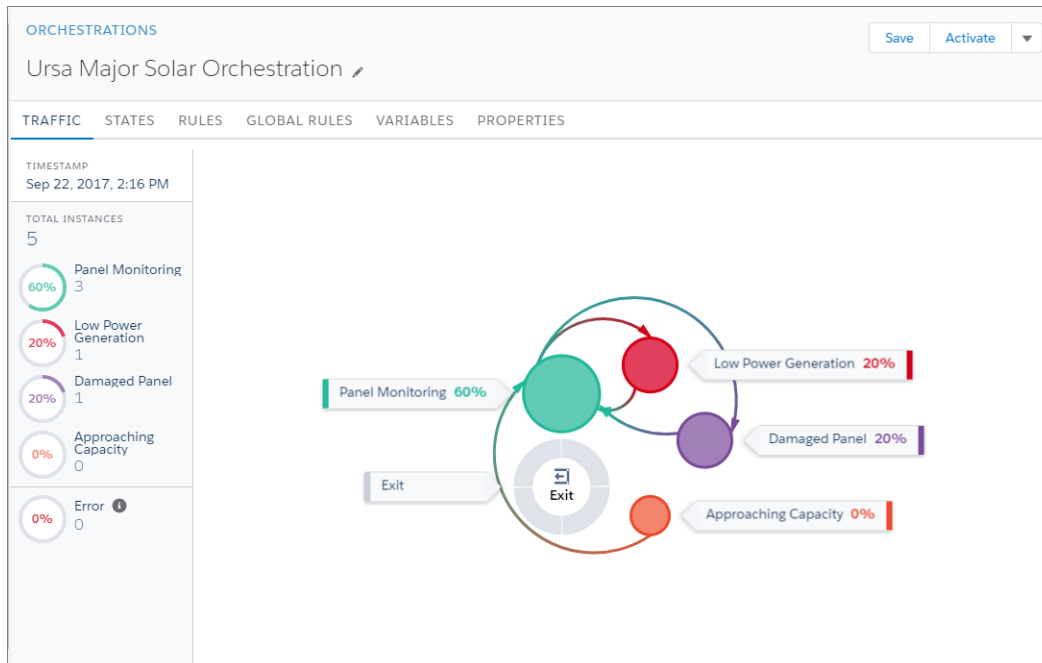 ORCHESTRATIONS
Ursa Major Solar Orchestration
Save
Activate
TRAFFIC STATES RULES GLOBAL RULES VARIABLES PROPERTIES
TIMESTAMP
Sep 22, 2017, 2:16 PM
TOTAL INSTANCES
5
60%
Panel Monitoring
3
20%
Low Power
Generation
1
20%
Damaged Panel
1
0%
Approaching
Capacity
0
0%
Error
0
Panel Monitoring 60%
Low Power Generation 20%
Damaged Panel 20%
Exit
Exit
Approaching Capacity 0%